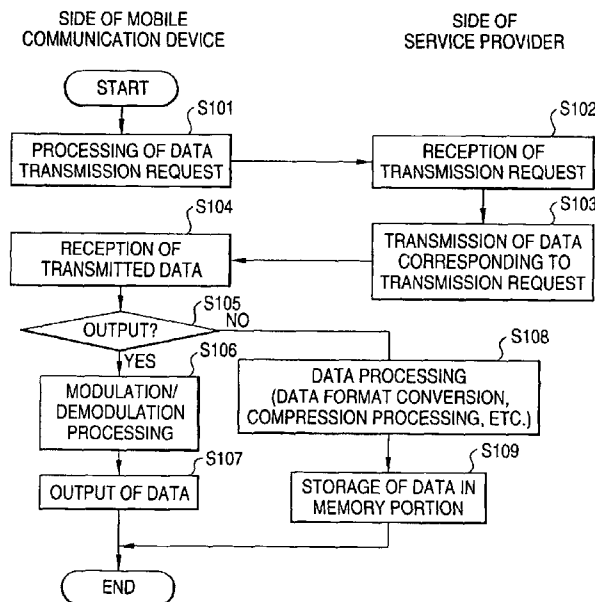 SIDE OF MOBILE
COMMUNICATION DEVICE
SIDE OF
SERVICE PROVIDER
START
S101
PROCESSING OF DATA
TRANSMISSION REQUEST
S102
RECEPTION OF
TRANSMISSION REQUEST
S103
TRANSMISSION OF DATA
CORRESPONDING TO
TRANSMISSION REQUEST
S104
RECEPTION OF
TRANSMITTED DATA
S105
OUTPUT?
NO
YES
S106
MODULATION/
DEMODULATION
PROCESSING
S107
OUTPUT OF DATA
S108
DATA PROCESSING
(DATA FORMAT CONVERSION,
COMPRESSION PROCESSING, ETC.)
S109
STORAGE OF DATA IN
MEMORY PORTION
END